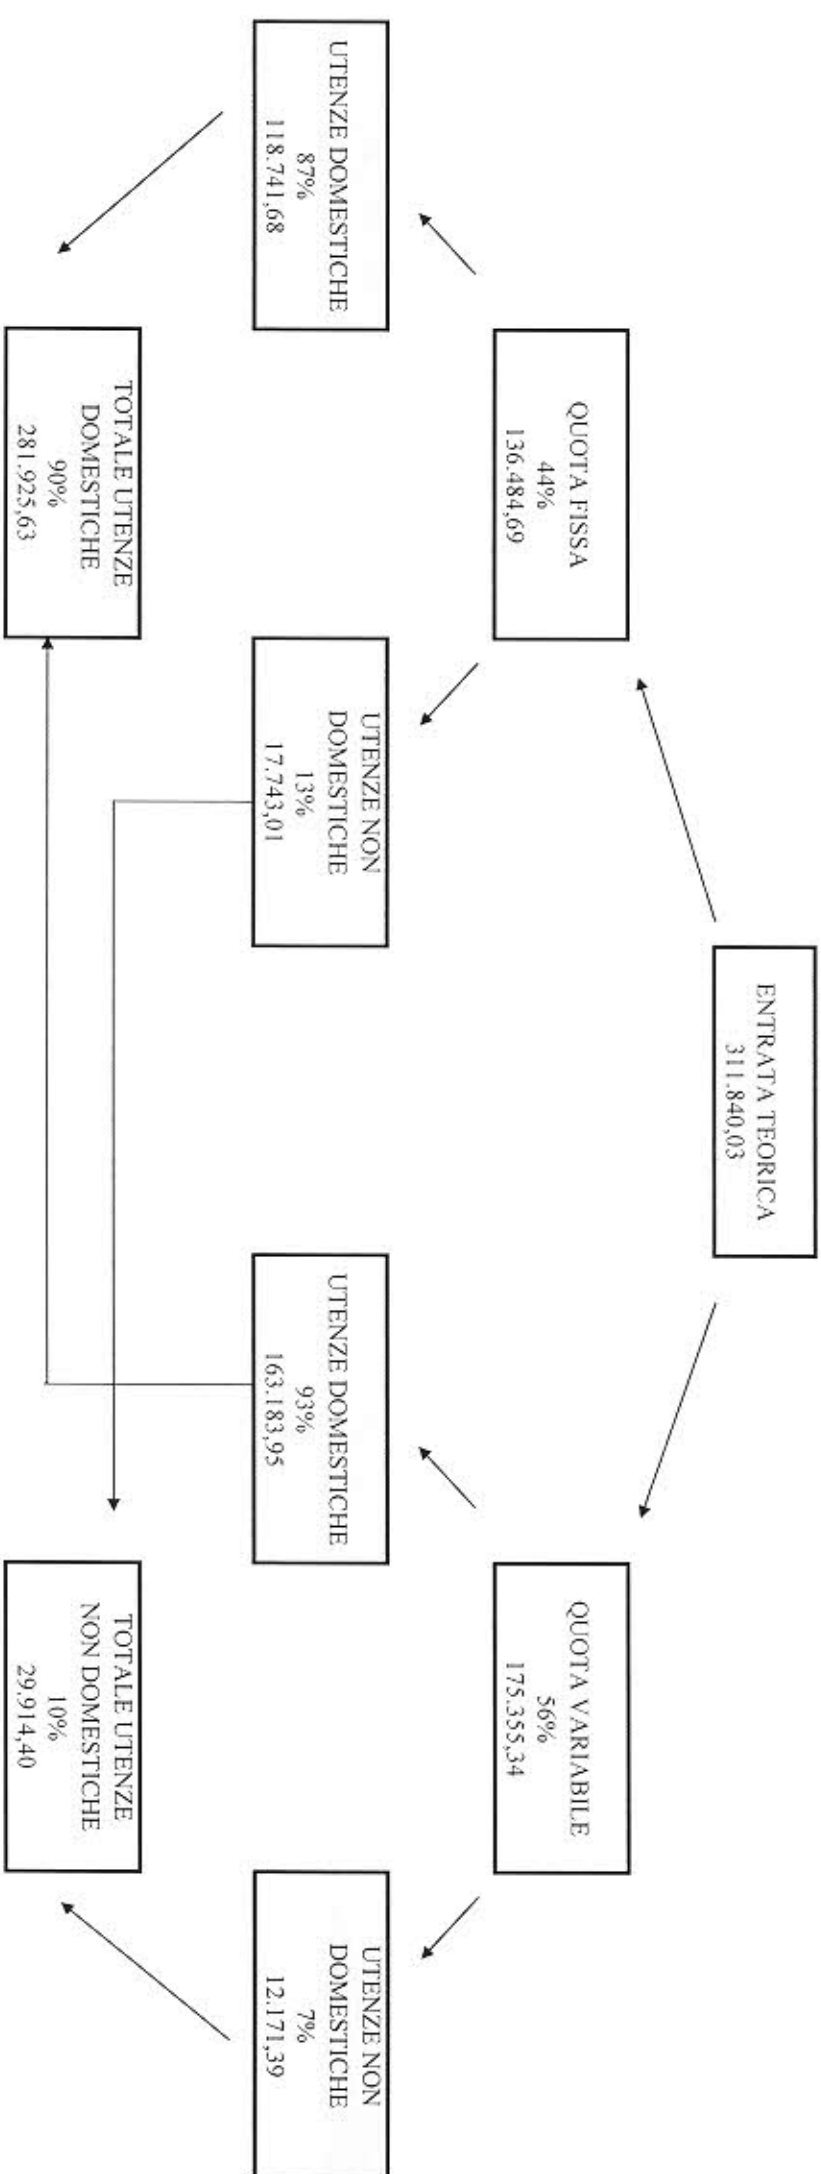 ENTRATA TEORICA
311.840,03
QUOTA FISSA
44%
136.484,69
QUOTA VARIABILE
56%
175.355,34
UTENZE DOMESTICHE
87%
118.741,68
UTENZE NON
DOMESTICHE
13%
17.743,01
UTENZE DOMESTICHE
93%
163.183,95
UTENZE NON
DOMESTICHE
7%
12.171,39
TOTALE UTENZE
DOMESTICHE
90%
281.925,63
TOTALE UTENZE
NON DOMESTICHE
10%
29.914,40